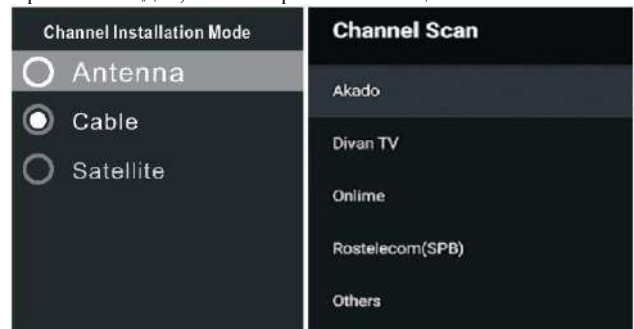 Channel Installation Mode
Antenna
Cable
Satellite
Channel Scan
Akado
Divan TV
Onlime
Rostelecom(SPB)
Others